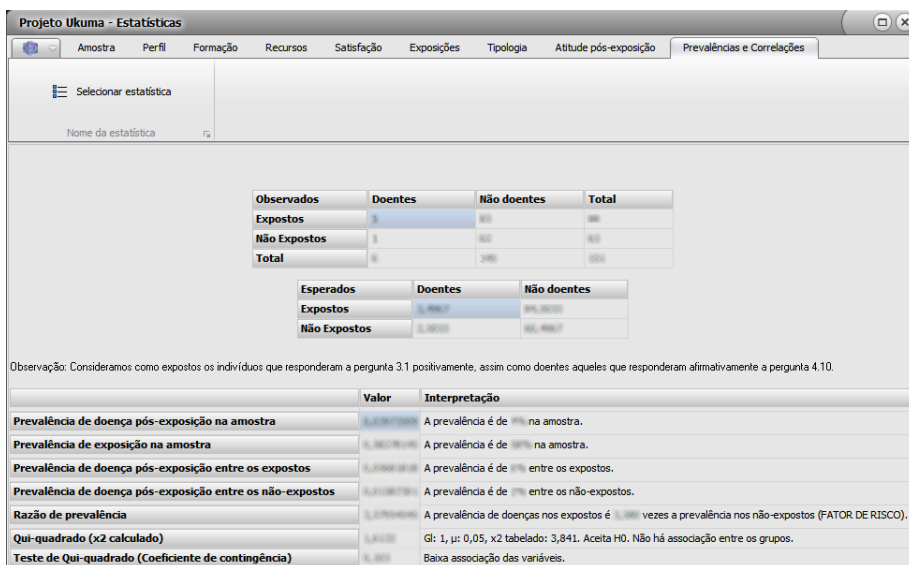 Projeto Ukuma - Estatísticas
Amostra Perfil Formação Recursos Satisfação Exposições Tipologia Atitude pós-exposição Prevalências e Correlações
Selecionar estatística
Nome da estatística
Observados Doentes Não doentes Total
Expostos
Não Expostos
Total
Esperados Doentes Não doentes
Expostos
Não Expostos
Observação: Consideramos como expostos os indivíduos que responderam a pergunta 3.1 positivamente, assim como doentes aqueles que responderam afirmativamente a pergunta 4.10.
Valor Interpretação
Prevalência de doença pós-exposição na amostra A prevalência é de na amostra.
Prevalência de exposição na amostra A prevalência é de na amostra.
Prevalência de doença pós-exposição entre os expostos A prevalência é de entre os expostos.
Prevalência de doença pós-exposição entre os não-expostos A prevalência é de entre os não-expostos.
Razão de prevalência A prevalência de doenças nos expostos é vezes a prevalência nos não-expostos (FATOR DE RISCO).
Qui-quadrado (x2 calculado) Gl: 1, µ: 0,05, x2 tabelado: 3,841. Aceita H0. Não há associação entre os grupos.
Teste de Qui-quadrado (Coeficiente de contingência) Baixa associação das variáveis.